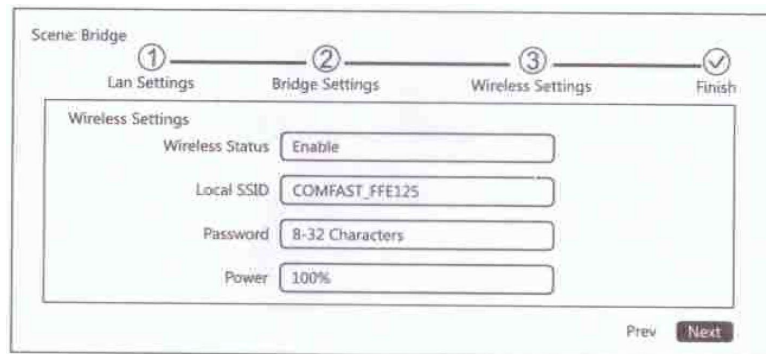 Scene: Bridge
1 2 3
Lan Settings Bridge Settings Wireless Settings Finish
Wireless Settings
Wireless Status Enable
Local SSID COMFAST_FFE125
Password 8-32 Characters
Power 100%
Prev Next